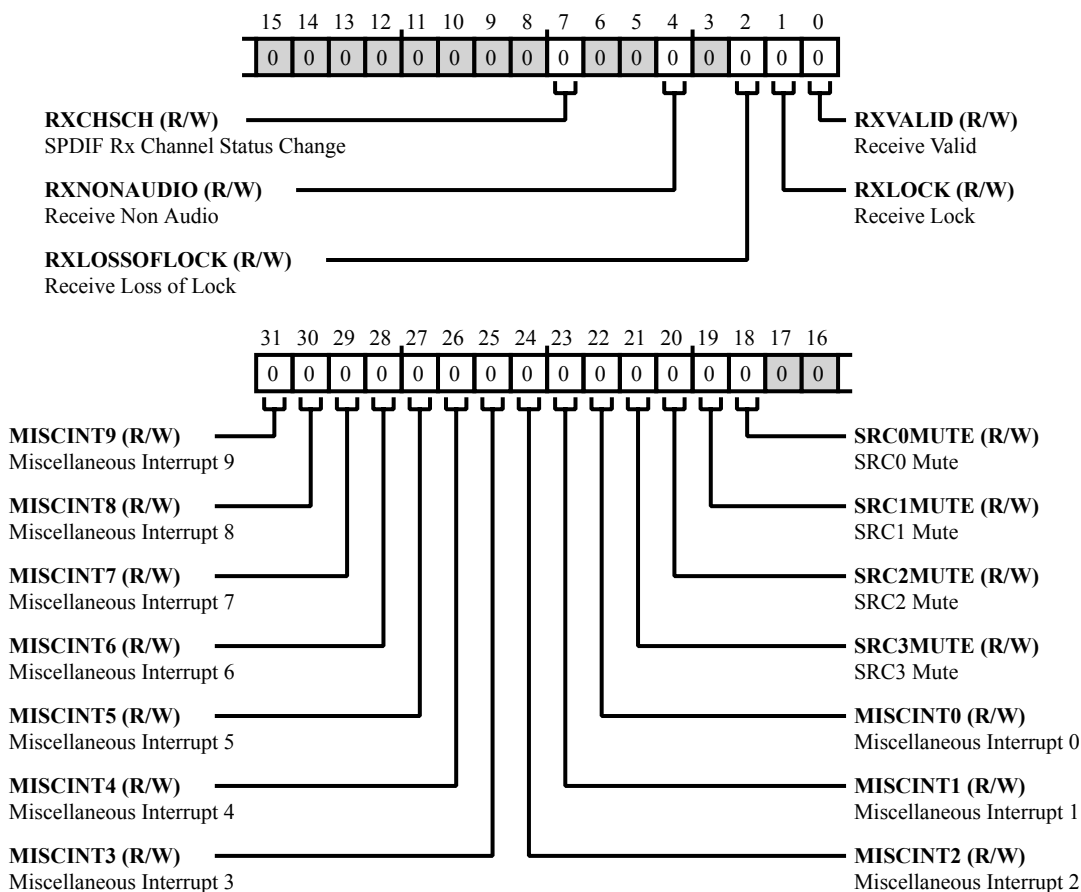 15 14 13 12 11 10 9 8 7 6 5 4 3 2 1 0
0 0 0 0 0 0 0 0 0 0 0 0 0 0 0 0
RXCHSCH (R/W)
SPDIF Rx Channel Status Change
RXNONAUDIO (R/W)
Receive Non Audio
RXLOSSOFLOCK (R/W)
Receive Loss of Lock
RXVALID (R/W)
Receive Valid
RXLOCK (R/W)
Receive Lock
31 30 29 28 27 26 25 24 23 22 21 20 19 18 17 16
0 0 0 0 0 0 0 0 0 0 0 0 0 0 0 0
MISCINT9 (R/W)
Miscellaneous Interrupt 9
MISCINT8 (R/W)
Miscellaneous Interrupt 8
MISCINT7 (R/W)
Miscellaneous Interrupt 7
MISCINT6 (R/W)
Miscellaneous Interrupt 6
MISCINT5 (R/W)
Miscellaneous Interrupt 5
MISCINT4 (R/W)
Miscellaneous Interrupt 4
MISCINT3 (R/W)
Miscellaneous Interrupt 3
SRC0MUTE (R/W)
SRC0 Mute
SRC1MUTE (R/W)
SRC1 Mute
SRC2MUTE (R/W)
SRC2 Mute
SRC3MUTE (R/W)
SRC3 Mute
MISCINT0 (R/W)
Miscellaneous Interrupt 0
MISCINT1 (R/W)
Miscellaneous Interrupt 1
MISCINT2 (R/W)
Miscellaneous Interrupt 2